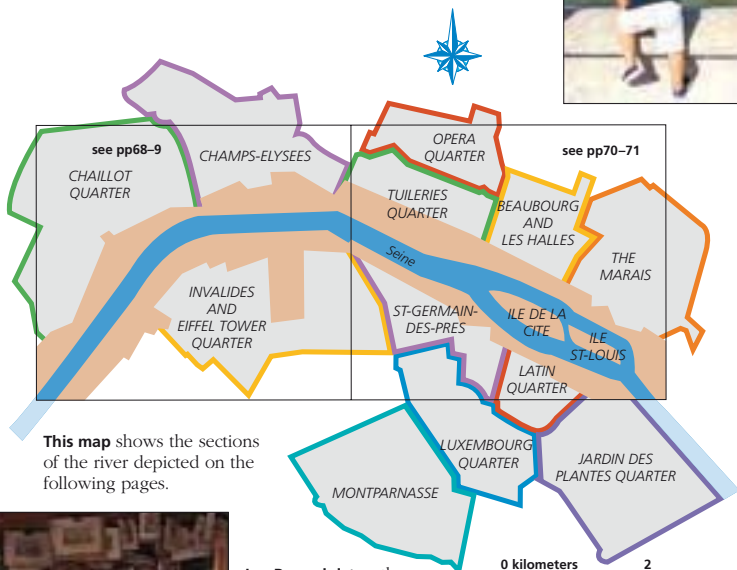 see pp68–9
CHAILLOT
QUARTER
CHAMPS-ELYSEES
OPERA
QUARTER
see pp70–71
TUILERIES
QUARTER
BEAUBOURG
AND
LES HALLES
THE
MARAIS
Seine
INVALIDES
AND
EIFFEL TOWER
QUARTER
ST-GERMAIN-
DES-PRES
ILE DE LA
CITE
ILE
ST-LOUIS
LATIN
QUARTER
This map shows the sections
of the river depicted on the
following pages.
LUXEMBOURG
QUARTER
JARDIN DES
PLANTES QUARTER
MONTPARNASSE
0 kilometers 2